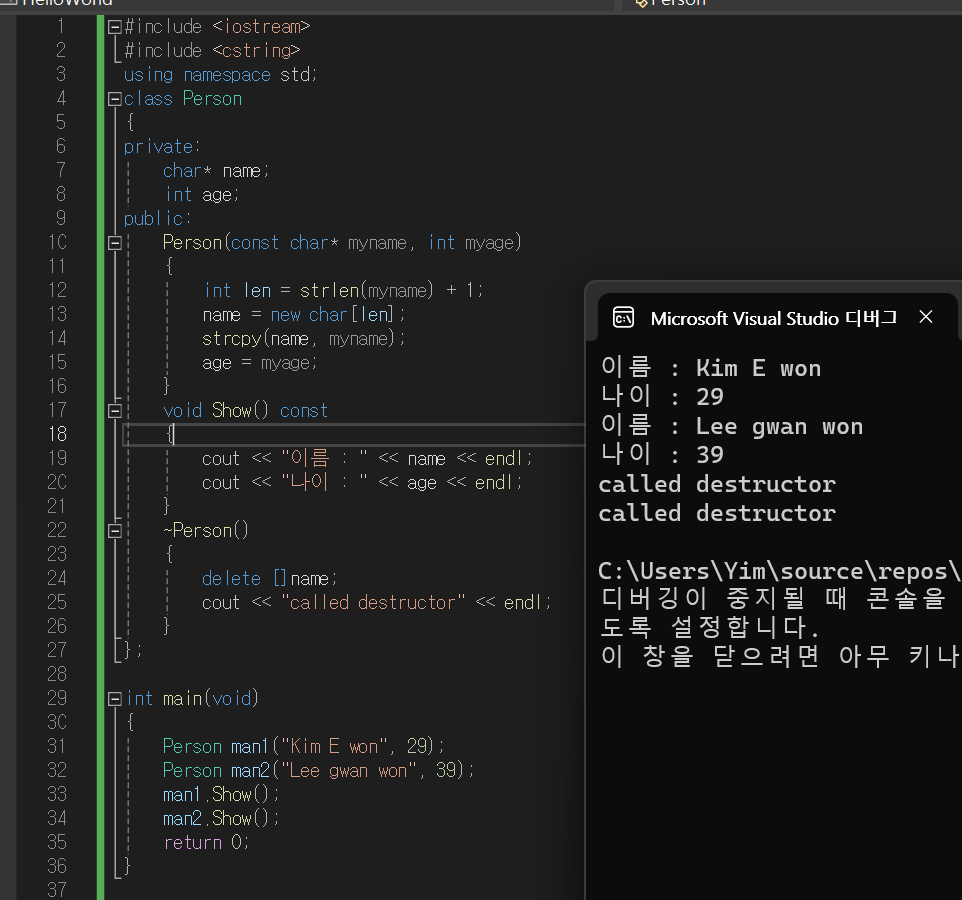 HelloWorld
Person
1 #include <iostream>
2 #include <cstring>
3 using namespace std;
4 class Person
5 {
6 private:
7 char* name;
8 int age;
9 public:
10 Person(const char* myname, int myage)
11 {
12 int len = strlen(myname) + 1;
13 name = new char[len];
14 strcpy(name, myname);
15 age = myage;
16 }
17 void Show() const
18 {
19 cout << "이름 : " << name << endl;
20 cout << "나이 : " << age << endl;
21 }
22 ~Person()
23 {
24 delete []name;
25 cout << "called destructor" << endl;
26 }
27 };
28
29 int main(void)
30 {
31 Person man1("Kim E won", 29);
32 Person man2("Lee gwan won", 39);
33 man1.Show();
34 man2.Show();
35 return 0;
36 }
37
Microsoft Visual Studio 디버그
이름 : Kim E won
나이 : 29
이름 : Lee gwan won
나이 : 39
called destructor
called destructor
C:\Users\Yim\source\repos\
디버깅이 중지될 때 콘솔을
도록 설정합니다.
이 창을 닫으려면 아무 키나